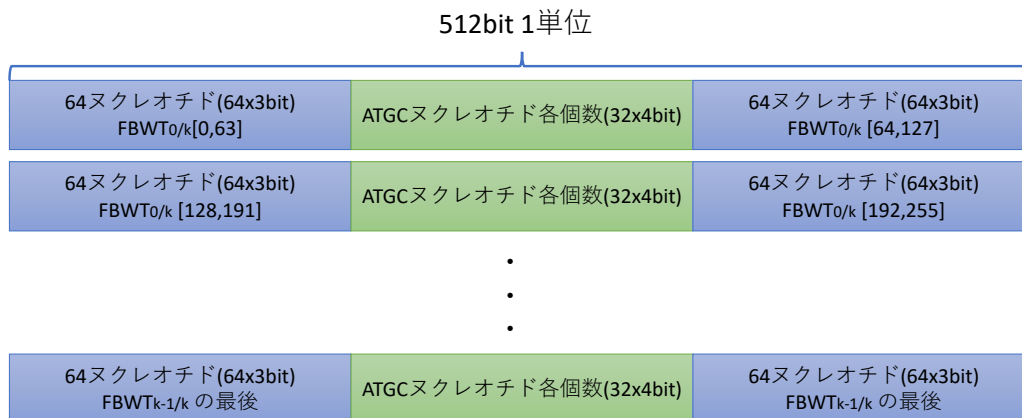 512bit 1単位
64ヌクレオチド(64x3bit)
FBWT0/k[0,63]
ATGCヌクレオチド各個数(32x4bit)
64ヌクレオチド(64x3bit)
FBWT0/k [64,127]
64ヌクレオチド(64x3bit)
FBWT0/k [128,191]
ATGCヌクレオチド各個数(32x4bit)
64ヌクレオチド(64x3bit)
FBWT0/k [192,255]
・
・
・
64ヌクレオチド(64x3bit)
FBWTk-1/k の最後
ATGCヌクレオチド各個数(32x4bit)
64ヌクレオチド(64x3bit)
FBWTk-1/k の最後